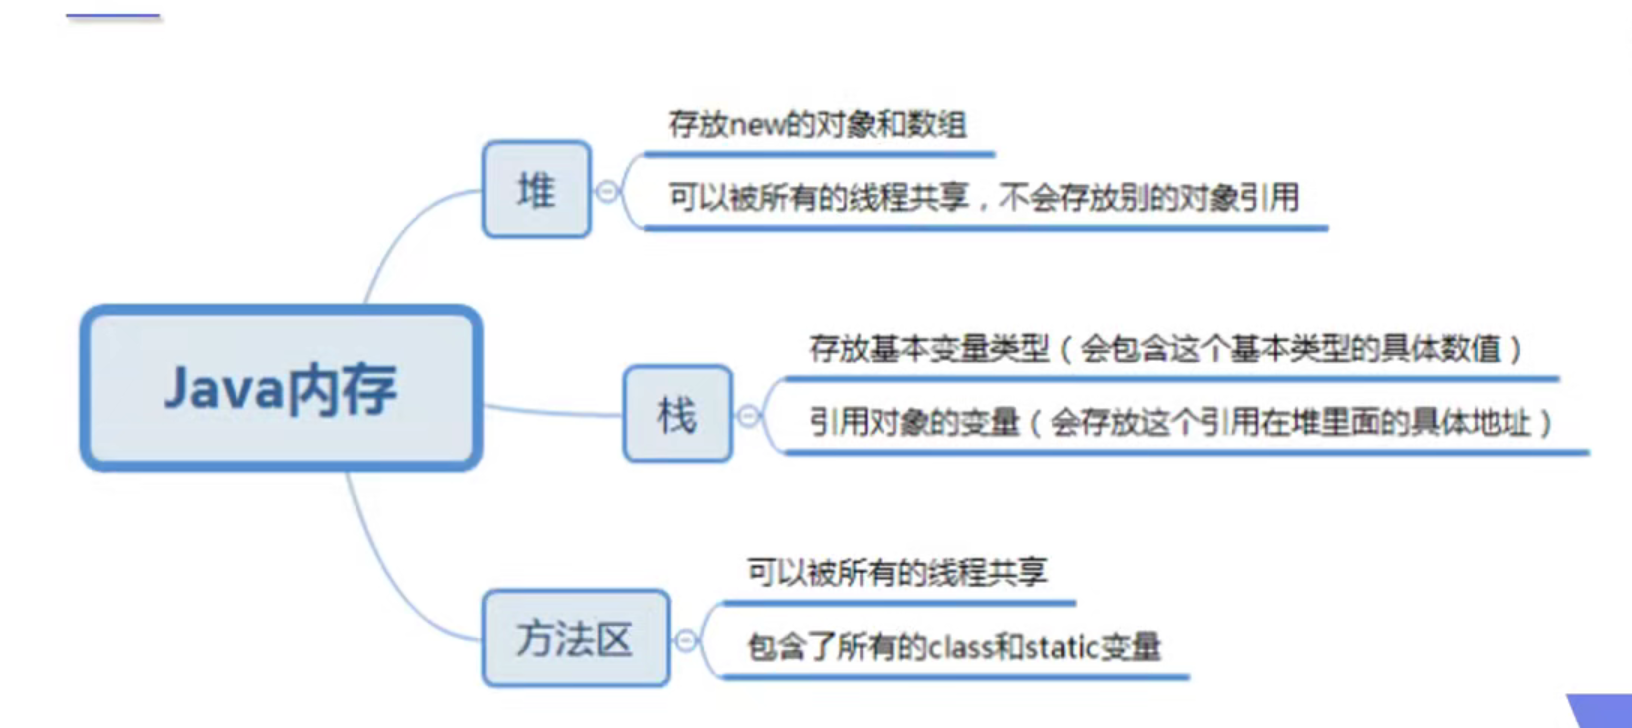 存放new的对象和数组
堆
可以被所有的线程共享，不会存放别的对象引用
存放基本变量类型（会包含这个基本类型的具体数值）
Java内存
栈
引用对象的变量（会存放这个引用在堆里面的具体地址）
可以被所有的线程共享
方法区
包含了所有的class和static变量